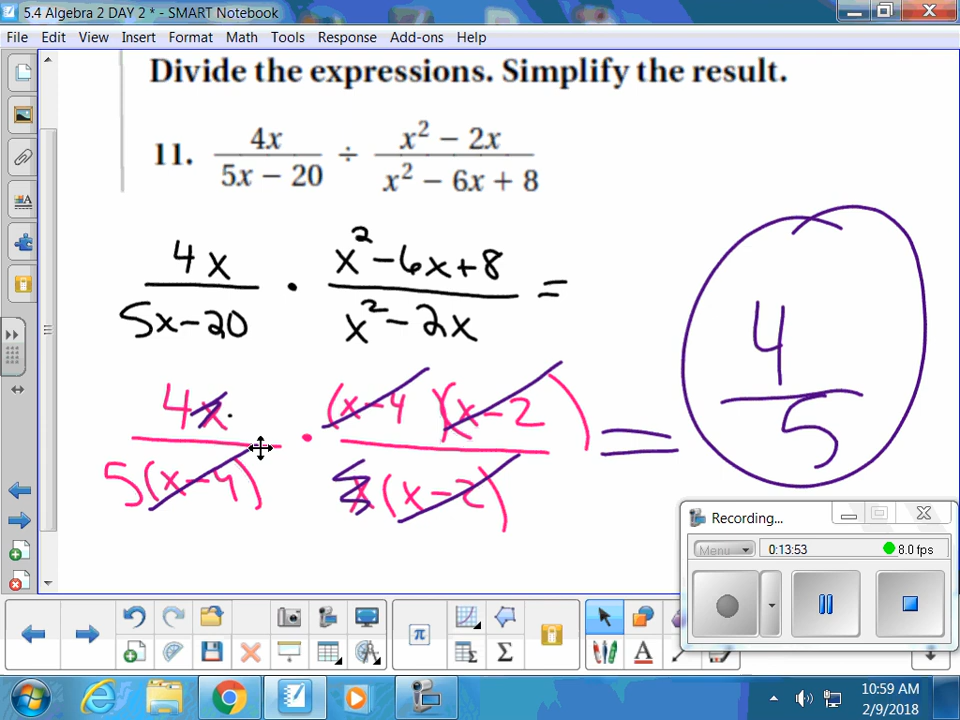 5.4 Algebra 2 DAY 2 * - SMART Notebook
File Edit View Insert Format Math Tools Response Add-ons Help
Divide the expressions. Simplify the result.
11. 4x/(5x − 20) ÷ (x² − 2x)/(x² − 6x + 8)
4x/(5x-20) · (x²-6x+8)/(x²-2x) =
4x/5(x-4) · (x-4)(x-2)/x(x-2) = 4/5
Recording...
Menu 0:13:53 8.0 fps
π
Σ
A
10:59 AM
2/9/2018